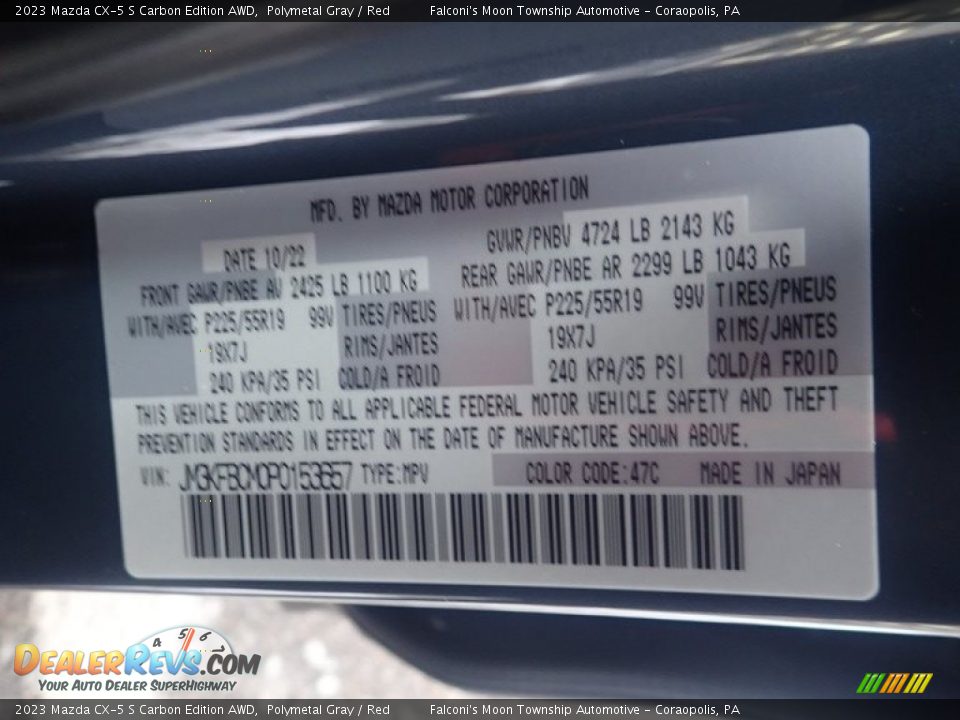 2023 Mazda CX-5 S Carbon Edition AWD, Polymetal Gray / Red Falconi's Moon Township Automotive - Coraopolis, PA
MFD. BY MAZDA MOTOR CORPORATION
DATE 10/22 GVWR/PNBV 4724 LB 2143 KG
FRONT GAWR/PNBE AV 2425 LB 1100 KG REAR GAWR/PNBE AR 2299 LB 1043 KG
WITH/AVEC P225/55R19 99V TIRES/PNEUS WITH/AVEC P225/55R19 99V TIRES/PNEUS
19X7J RIMS/JANTES 19X7J RIMS/JANTES
240 KPA/35 PSI COLD/A FROID 240 KPA/35 PSI COLD/A FROID
THIS VEHICLE CONFORMS TO ALL APPLICABLE FEDERAL MOTOR VEHICLE SAFETY AND THEFT
PREVENTION STANDARDS IN EFFECT ON THE DATE OF MANUFACTURE SHOWN ABOVE.
VIN: TYPE:MPV COLOR CODE:47C MADE IN JAPAN
4 5 6
DEALERREVS.COM
YOUR AUTO DEALER SUPERHIGHWAY
2023 Mazda CX-5 S Carbon Edition AWD, Polymetal Gray / Red Falconi's Moon Township Automotive - Coraopolis, PA